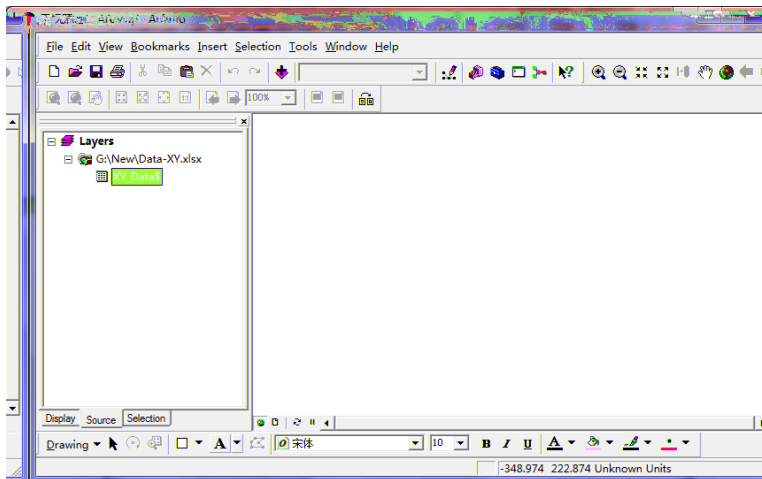 File Edit View Bookmarks Insert Selection Tools Window Help
100%
Layers
G:\New\Data-XY.xlsx
XY_Data$
Display Source Selection
Drawing A 宋体 10 B I U A
-348.974 222.874 Unknown Units